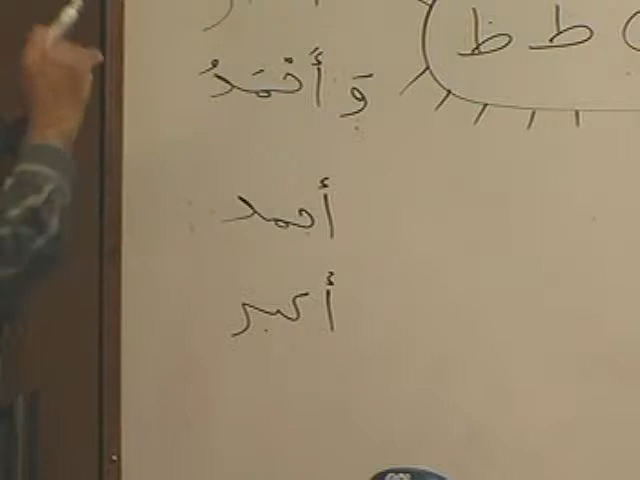 ط ظ
وَ أَحْمَدُ
أحمد
أكبر